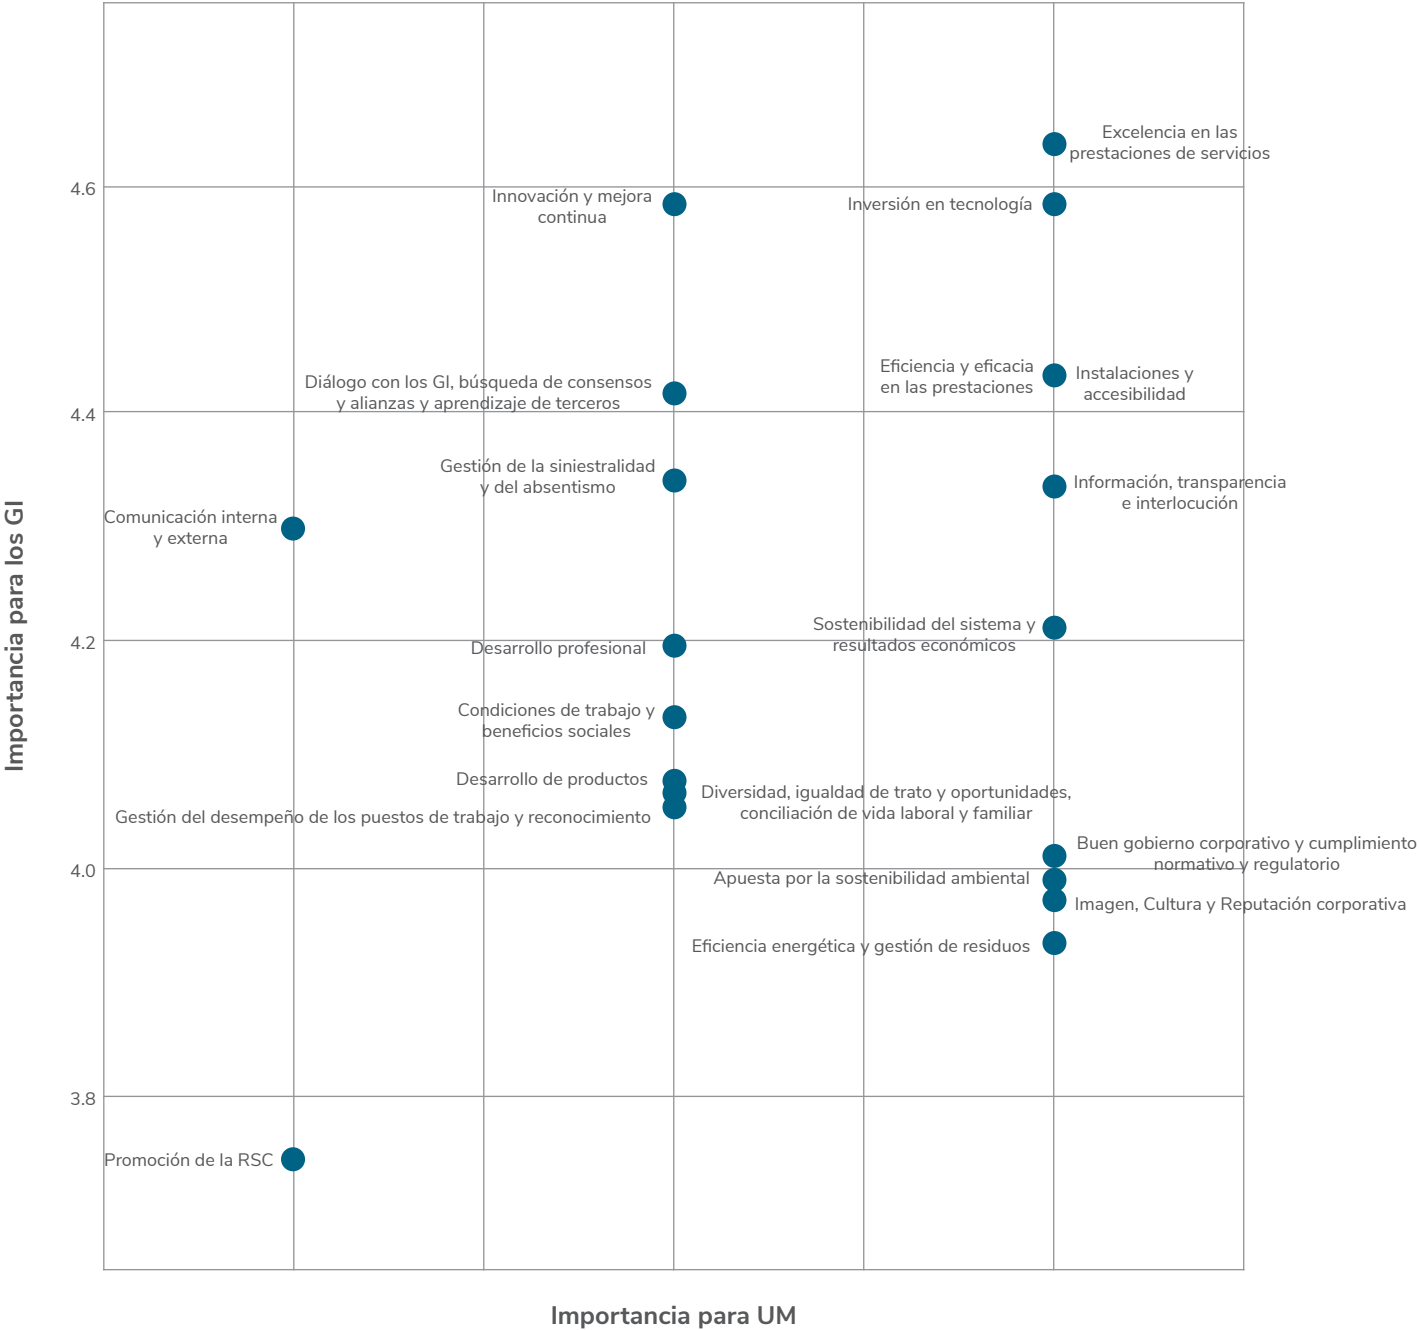 Excelencia en las
prestaciones de servicios
4.6
Innovación y mejora
continua
Inversión en tecnología
Eficiencia y eficacia
en las prestaciones
Instalaciones y
accesibilidad
Diálogo con los GI, búsqueda de consensos
y alianzas y aprendizaje de terceros
4.4
Gestión de la siniestralidad
y del absentismo
Información, transparencia
e interlocución
Comunicación interna
y externa
Importancia para los GI
Sostenibilidad del sistema y
resultados económicos
4.2
Desarrollo profesional
Condiciones de trabajo y
beneficios sociales
Desarrollo de productos
Diversidad, igualdad de trato y oportunidades,
conciliación de vida laboral y familiar
Gestión del desempeño de los puestos de trabajo y reconocimiento
Buen gobierno corporativo y cumplimiento
normativo y regulatorio
4.0
Apuesta por la sostenibilidad ambiental
Imagen, Cultura y Reputación corporativa
Eficiencia energética y gestión de residuos
3.8
Promoción de la RSC
Importancia para UM